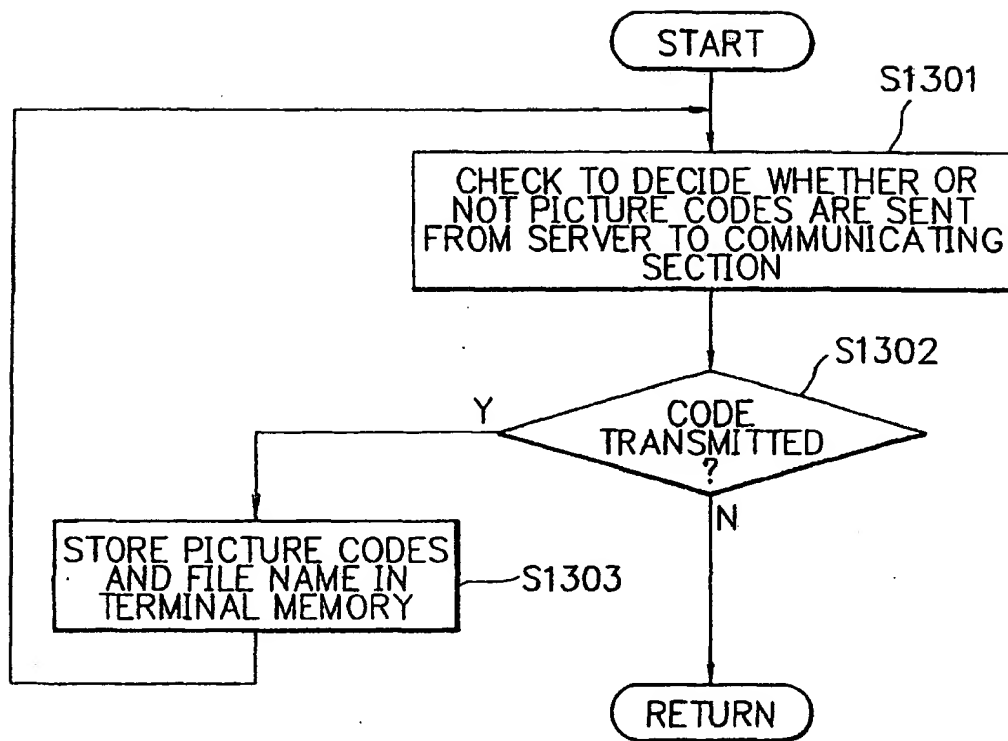 START
S1301
CHECK TO DECIDE WHETHER OR
NOT PICTURE CODES ARE SENT
FROM SERVER TO COMMUNICATING
SECTION
S1302
Y
CODE
TRANSMITTED
?
N
STORE PICTURE CODES
AND FILE NAME IN
TERMINAL MEMORY
S1303
RETURN